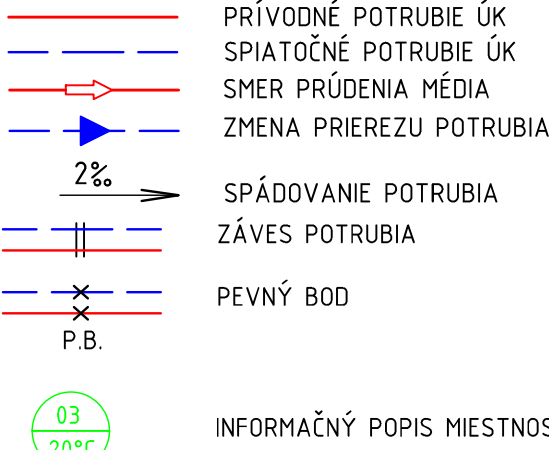 PRÍVODNÉ POTRUBIE ÚK
SPIATOČNÉ POTRUBIE ÚK
SMER PRÚDENIA MÉDIA
ZMENA PRIEREZU POTRUBIA
2‰
SPÁDOVANIE POTRUBIA
ZÁVES POTRUBIA
PEVNÝ BOD
P.B.
03
20°C
INFORMAČNÝ POPIS